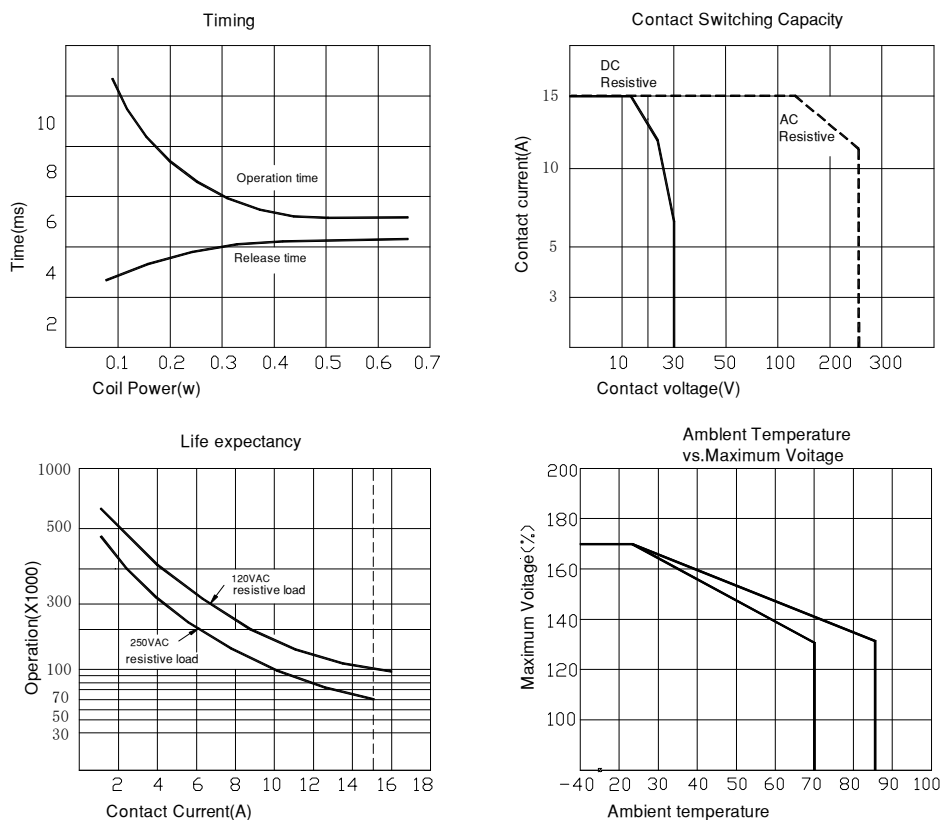 Timing
10
8
6
4
2
Time(ms)
Operation time
Release time
0.1 0.2 0.3 0.4 0.5 0.6 0.7
Coil Power(w)
Contact Switching Capacity
DC
Resistive
AC
Resistive
15
10
5
3
Contact current(A)
10 30 50 100 200 300
Contact voltage(V)
Life expectancy
1000
500
300
100
70
50
30
Operation(X1000)
120VAC
resistive load
250VAC
resistive load
2 4 6 8 10 12 14 16 18
Contact Current(A)
Amblent Temperature
vs.Maximum Voitage
200
180
160
140
120
100
Maximum Voitage(%)
-40 20 30 40 50 60 70 80 90 100
Ambient temperature